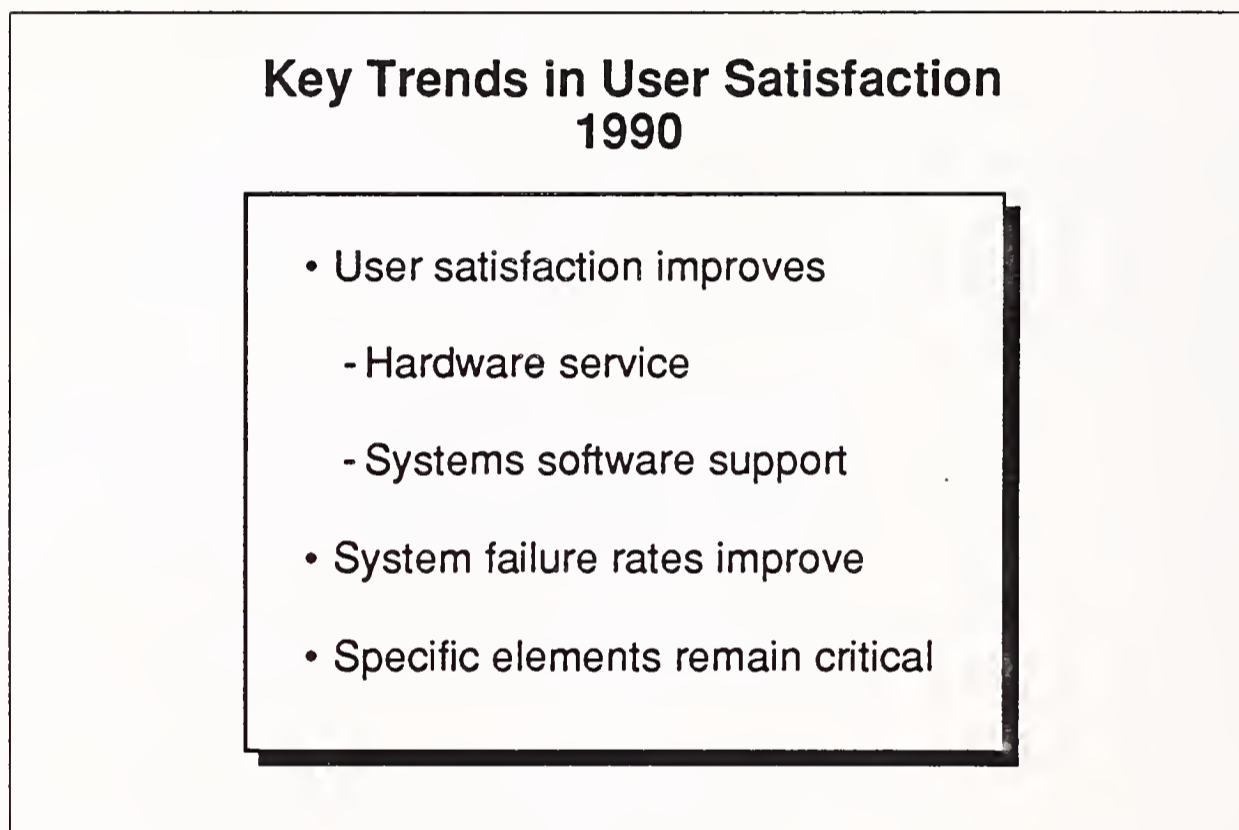 Key Trends in User Satisfaction
1990
• User satisfaction improves
- Hardware service
- Systems software support
• System failure rates improve
• Specific elements remain critical